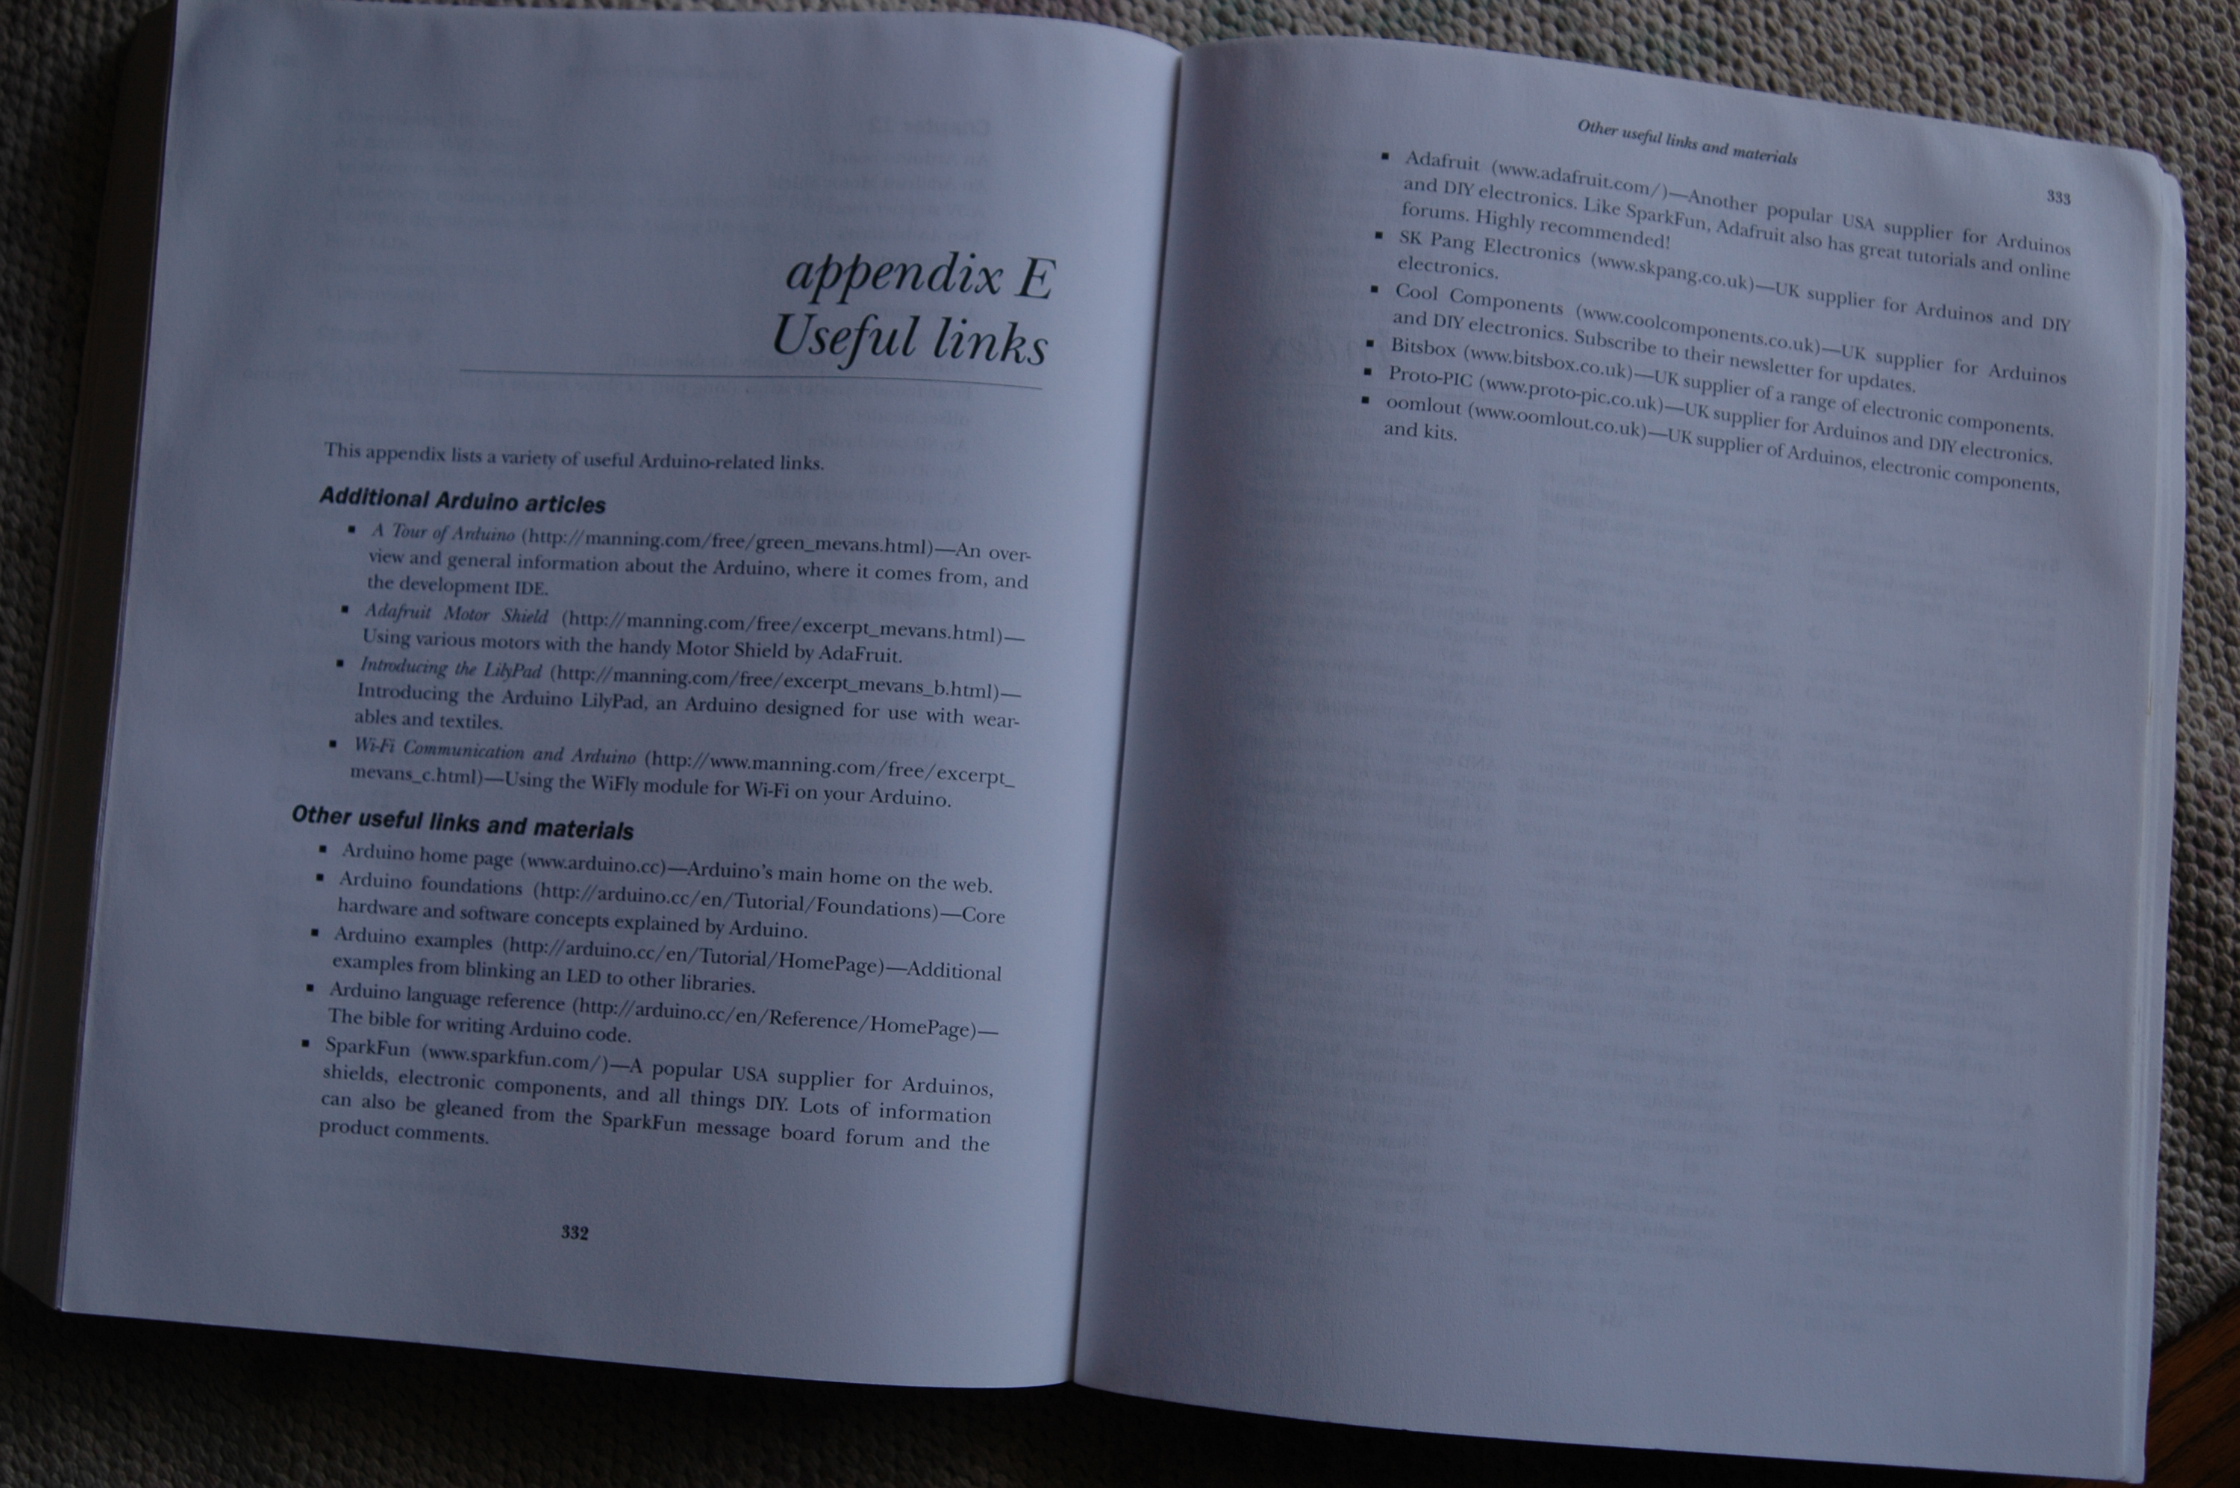 appendix E
Useful links
This appendix lists a variety of useful Arduino-related links.
Additional Arduino articles
■ A Tour of Arduino (http://manning.com/free/green_mevans.html)—An over-
view and general information about the Arduino, where it comes from, and
the development IDE.
■ Adafruit Motor Shield (http://manning.com/free/excerpt_mevans.html)—
Using various motors with the handy Motor Shield by AdaFruit.
■ Introducing the LilyPad (http://manning.com/free/excerpt_mevans_b.html)—
Introducing the Arduino LilyPad, an Arduino designed for use with wear-
ables and textiles.
■ Wi-Fi Communication and Arduino (http://www.manning.com/free/excerpt_
mevans_c.html)—Using the WiFly module for Wi-Fi on your Arduino.
Other useful links and materials
■ Arduino home page (www.arduino.cc)—Arduino's main home on the web.
■ Arduino foundations (http://arduino.cc/en/Tutorial/Foundations)—Core
hardware and software concepts explained by Arduino.
■ Arduino examples (http://arduino.cc/en/Tutorial/HomePage)—Additional
examples from blinking an LED to other libraries.
■ Arduino language reference (http://arduino.cc/en/Reference/HomePage)—
The bible for writing Arduino code.
■ SparkFun (www.sparkfun.com/)—A popular USA supplier for Arduinos,
shields, electronic components, and all things DIY. Lots of information
can also be gleaned from the SparkFun message board forum and the
product comments.
332
Other useful links and materials
333
■ Adafruit (www.adafruit.com/)—Another popular USA supplier for Arduinos
and DIY electronics. Like SparkFun, Adafruit also has great tutorials and online
forums. Highly recommended!
■ SK Pang Electronics (www.skpang.co.uk)—UK supplier for Arduinos and DIY
electronics.
■ Cool Components (www.coolcomponents.co.uk)—UK supplier for Arduinos
and DIY electronics. Subscribe to their newsletter for updates.
■ Bitsbox (www.bitsbox.co.uk)—UK supplier of a range of electronic components.
■ Proto-PIC (www.proto-pic.co.uk)—UK supplier for Arduinos and DIY electronics.
■ oomlout (www.oomlout.co.uk)—UK supplier of Arduinos, electronic components,
and kits.